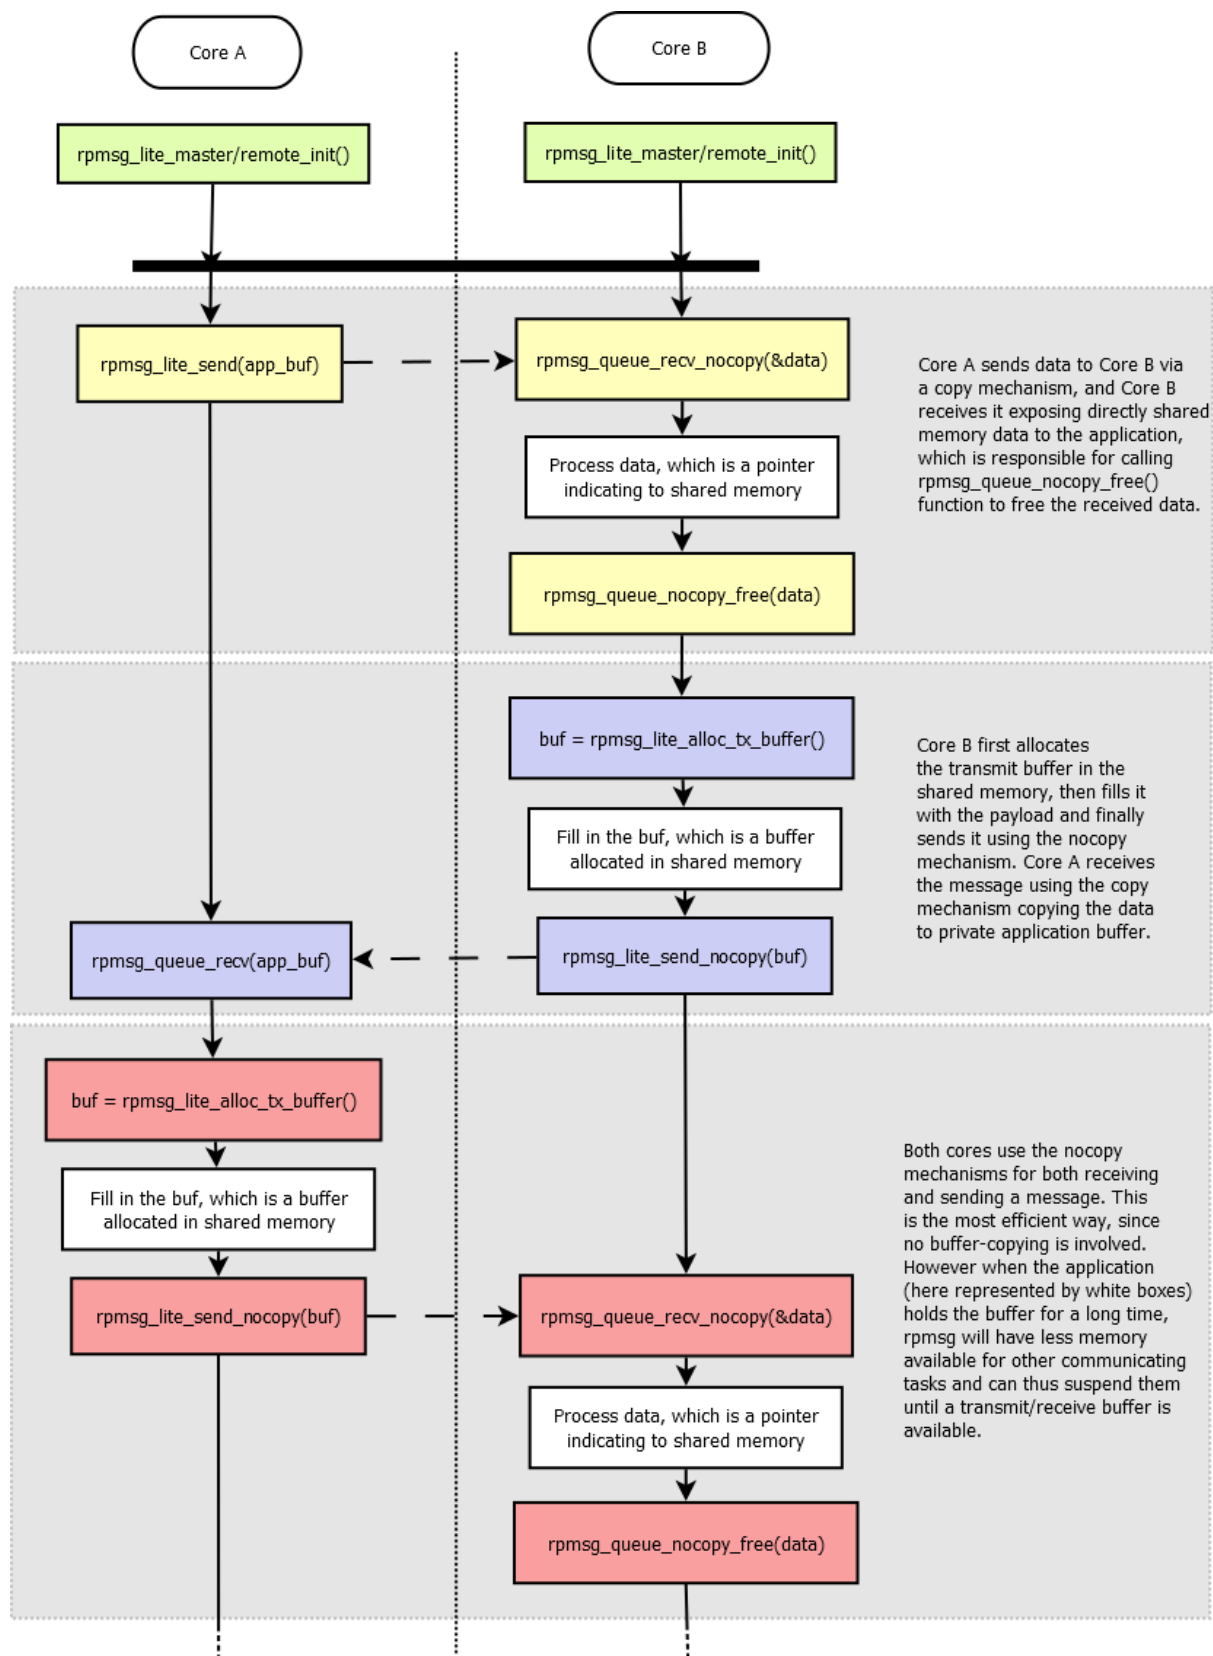 Core A
Core B
rpmsg_lite_master/remote_init()
rpmsg_lite_master/remote_init()
rpmsg_lite_send(app_buf)
rpmsg_queue_recv_nocopy(&data)
Process data, which is a pointer
indicating to shared memory
rpmsg_queue_nocopy_free(data)
Core A sends data to Core B via
a copy mechanism, and Core B
receives it exposing directly shared
memory data to the application,
which is responsible for calling
rpmsg_queue_nocopy_free()
function to free the received data.
buf = rpmsg_lite_alloc_tx_buffer()
Fill in the buf, which is a buffer
allocated in shared memory
rpmsg_lite_send_nocopy(buf)
rpmsg_queue_recv(app_buf)
Core B first allocates
the transmit buffer in the
shared memory, then fills it
with the payload and finally
sends it using the nocopy
mechanism. Core A receives
the message using the copy
mechanism copying the data
to private application buffer.
buf = rpmsg_lite_alloc_tx_buffer()
Fill in the buf, which is a buffer
allocated in shared memory
rpmsg_lite_send_nocopy(buf)
rpmsg_queue_recv_nocopy(&data)
Process data, which is a pointer
indicating to shared memory
rpmsg_queue_nocopy_free(data)
Both cores use the nocopy
mechanisms for both receiving
and sending a message. This
is the most efficient way, since
no buffer-copying is involved.
However when the application
(here represented by white boxes)
holds the buffer for a long time,
rpmsg will have less memory
available for other communicating
tasks and can thus suspend them
until a transmit/receive buffer is
available.